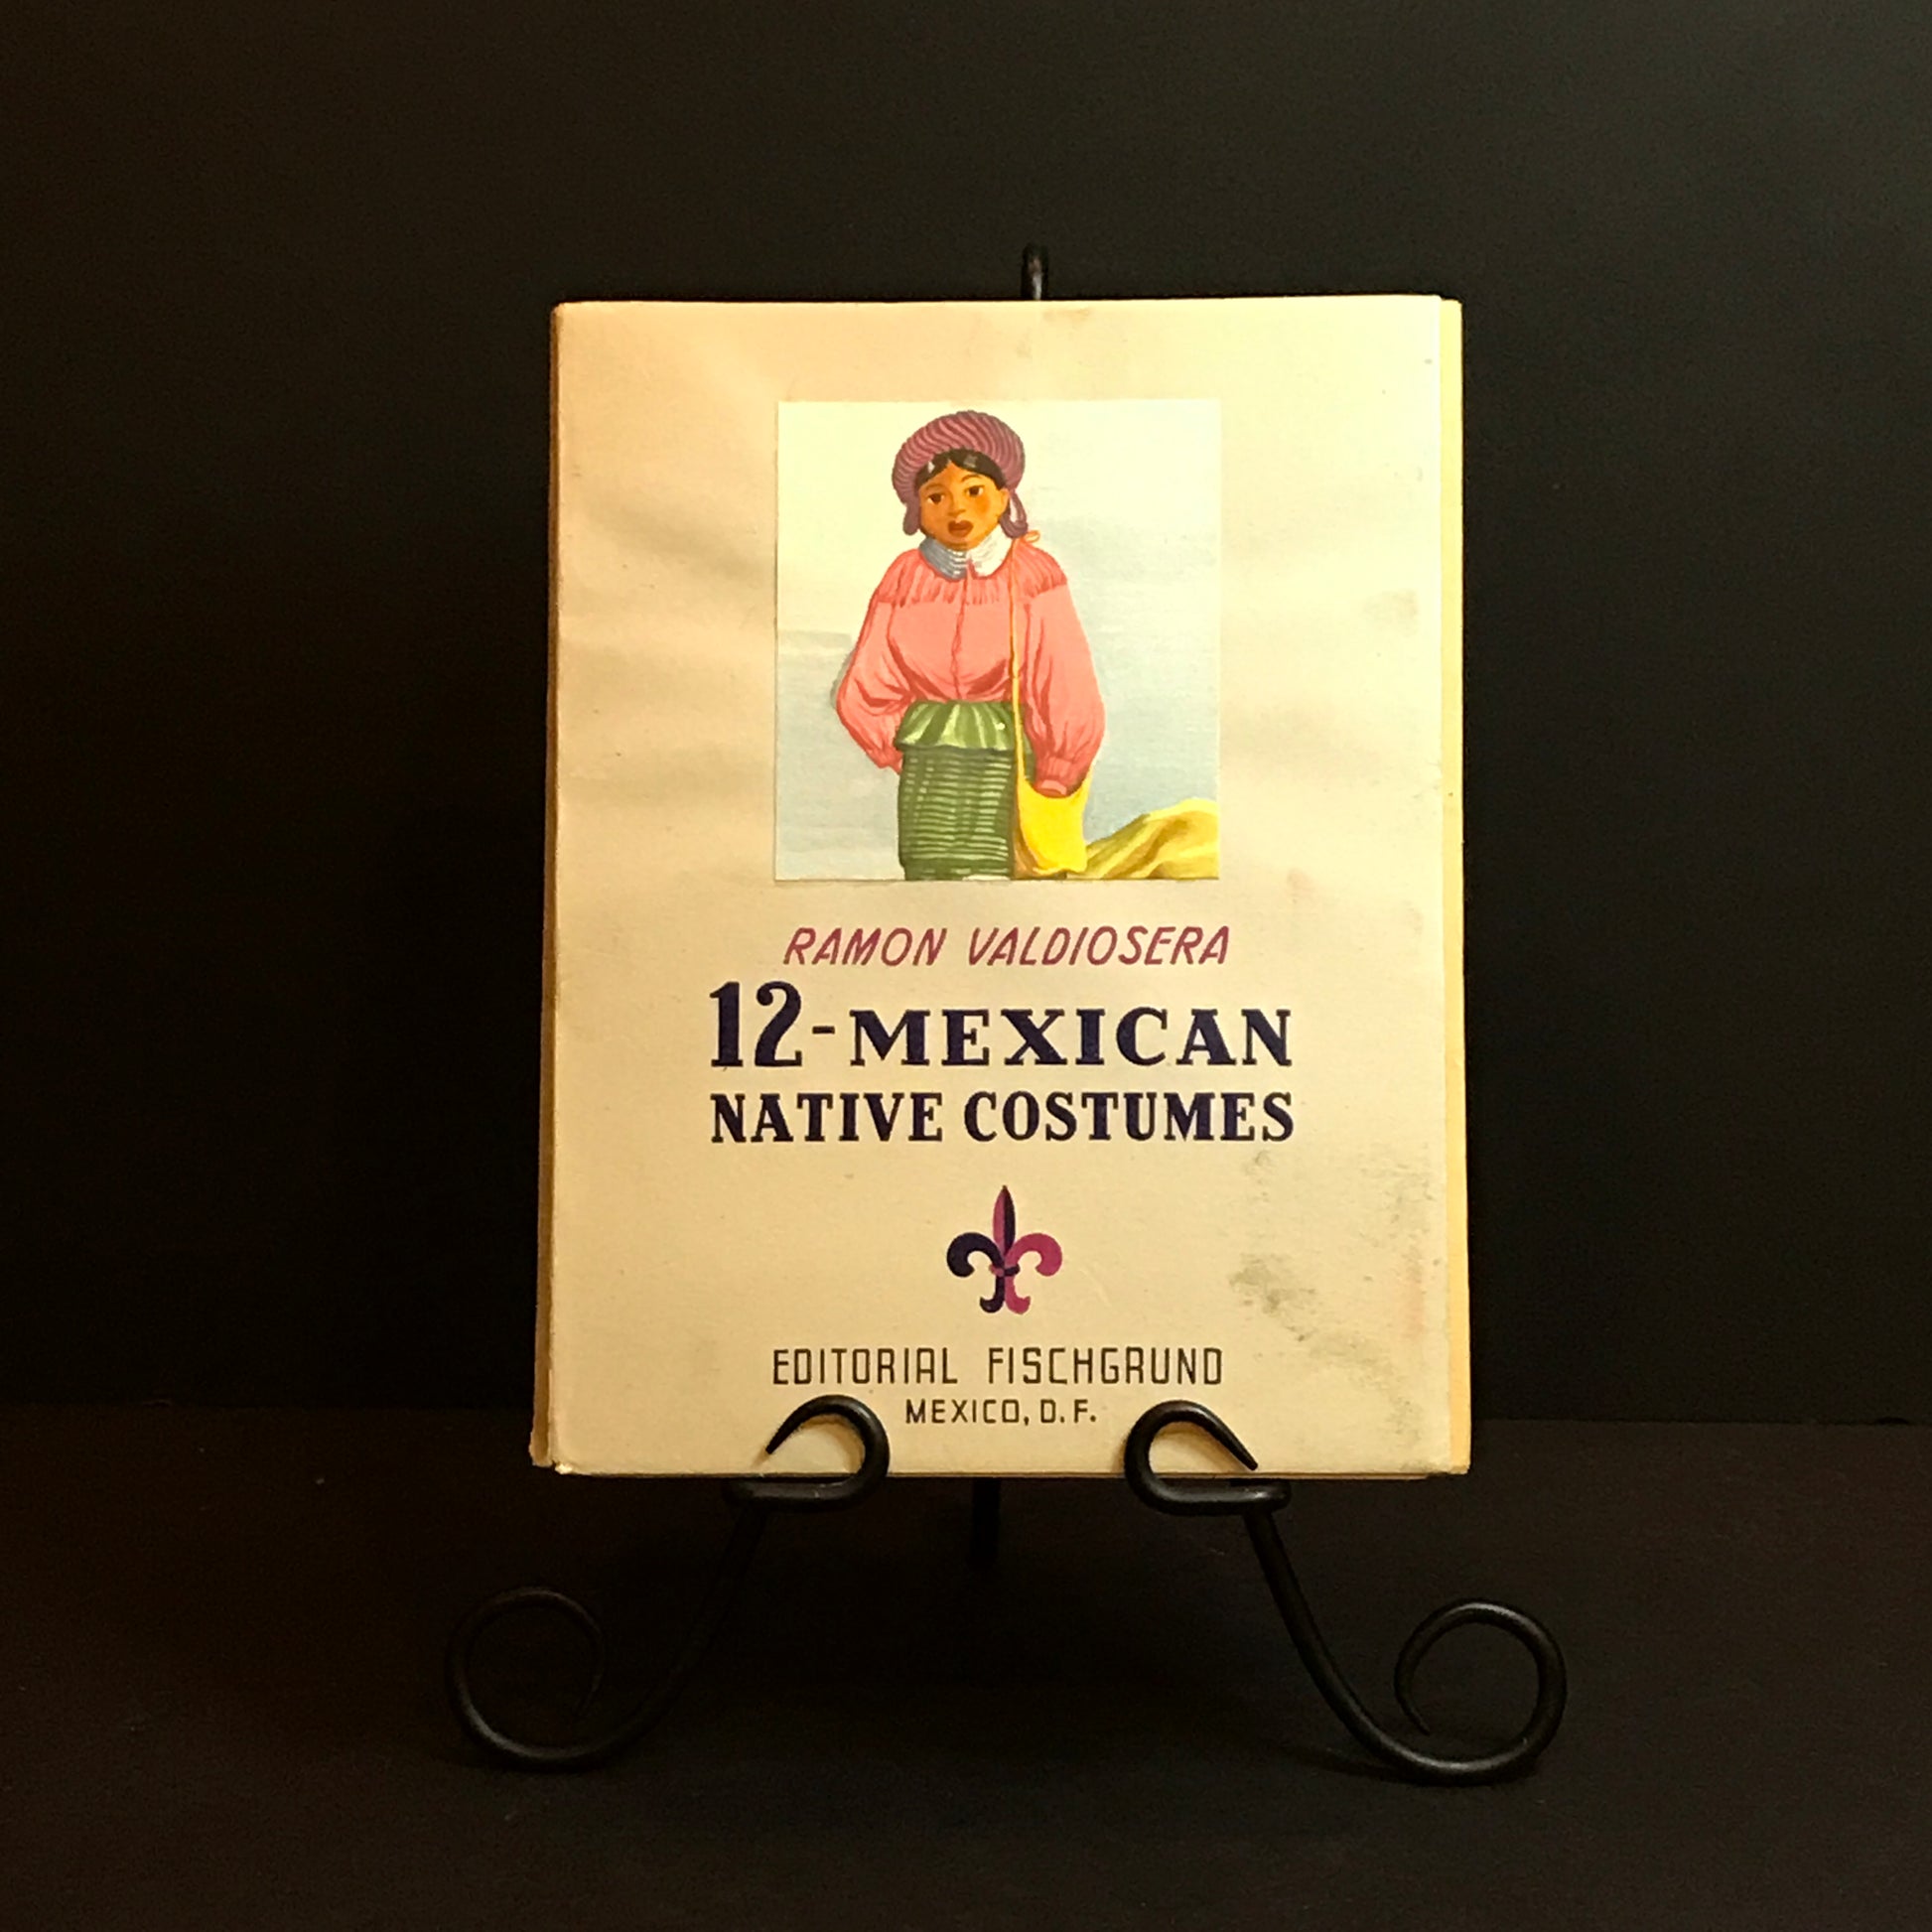 RAMON VALDIOSERA
12-MEXICAN
NATIVE COSTUMES
EDITORIAL FISCHGRUND
MEXICO, D.F.